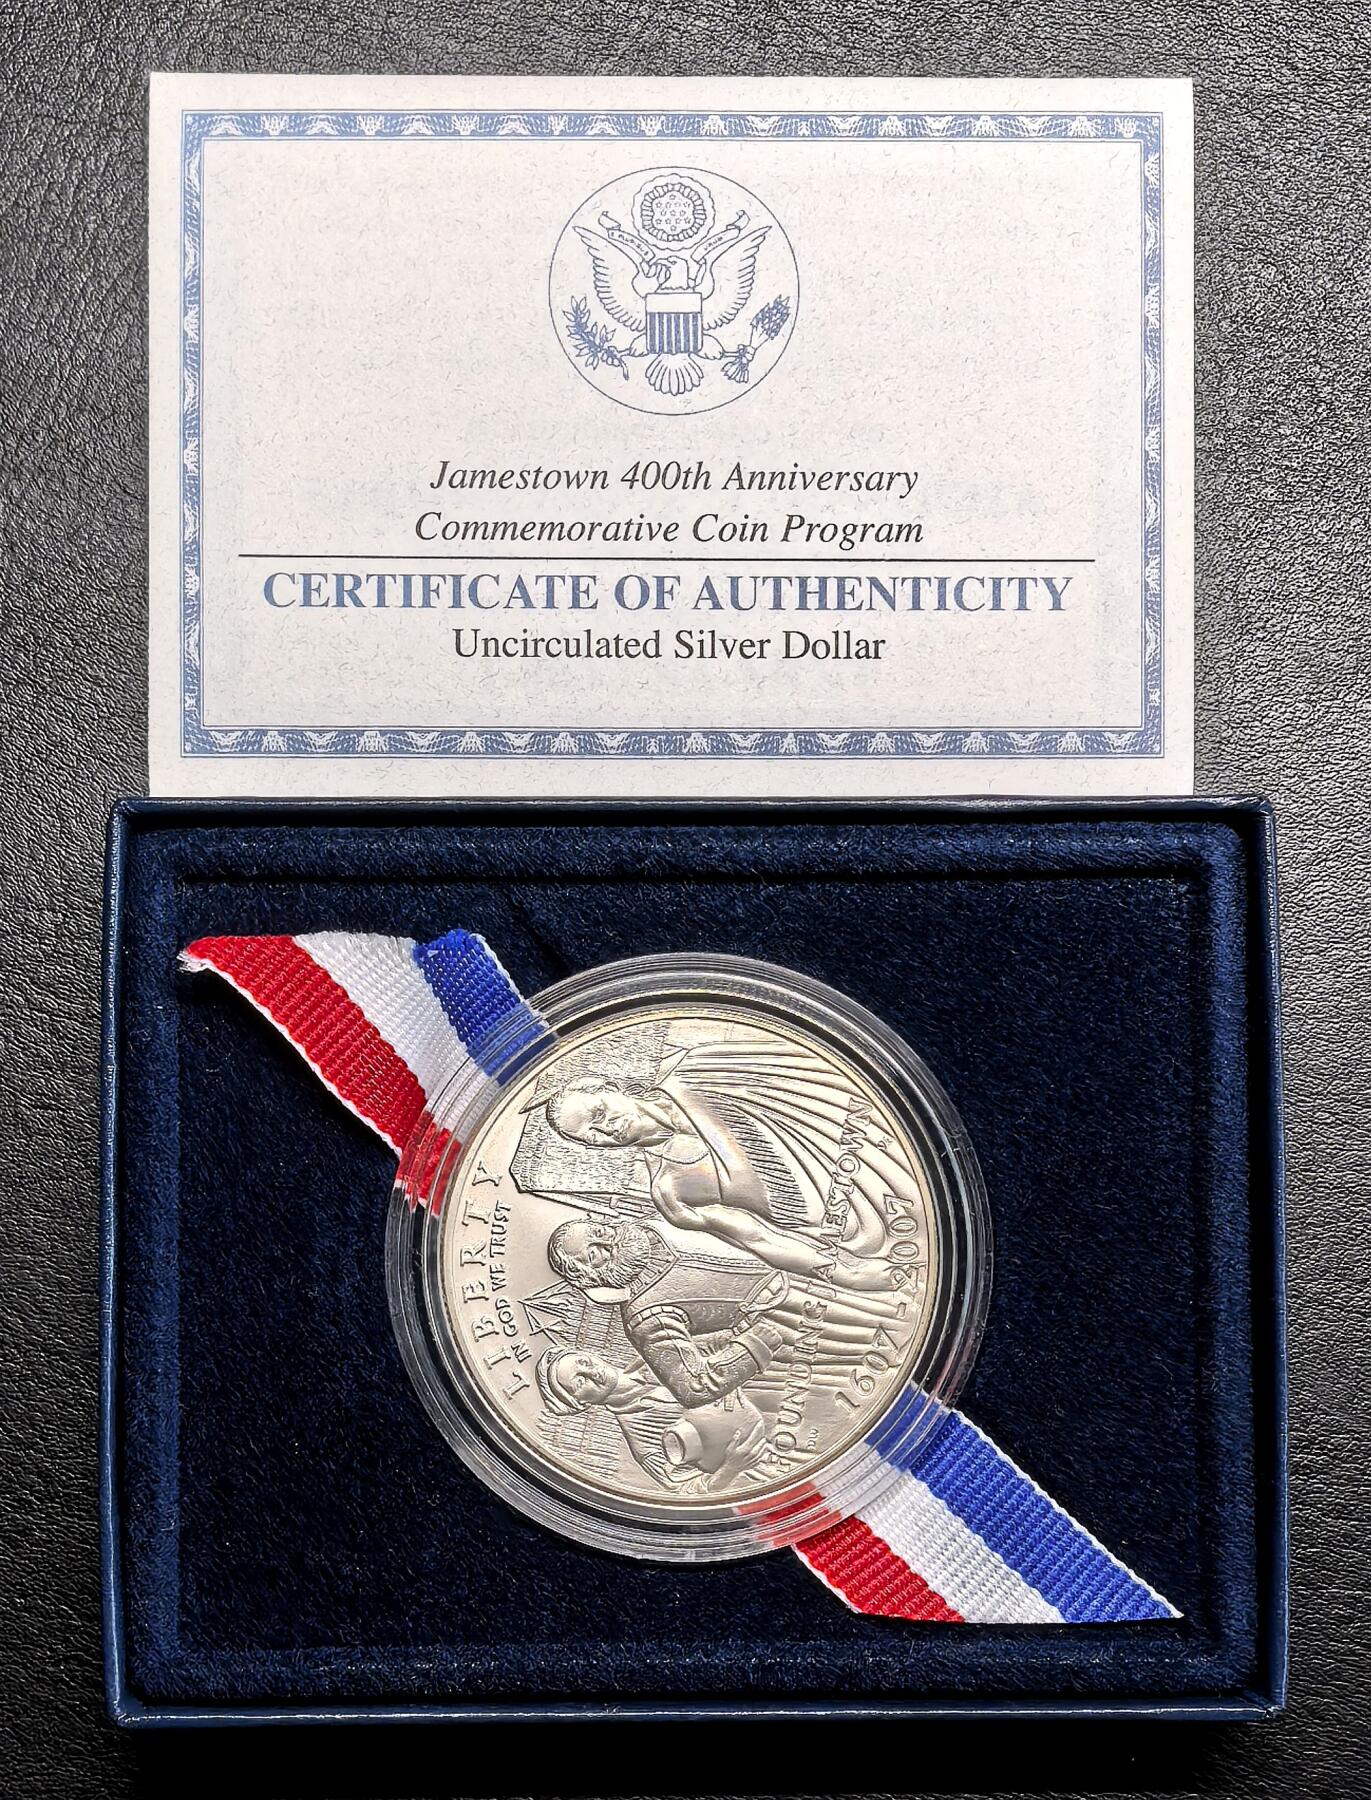 Jamestown 400th Anniversary
Commemorative Coin Program
CERTIFICATE OF AUTHENTICITY
Uncirculated Silver Dollar
LIBERTY
IN GOD WE TRUST
FOUNDING JAMESTOWN
1607-2007